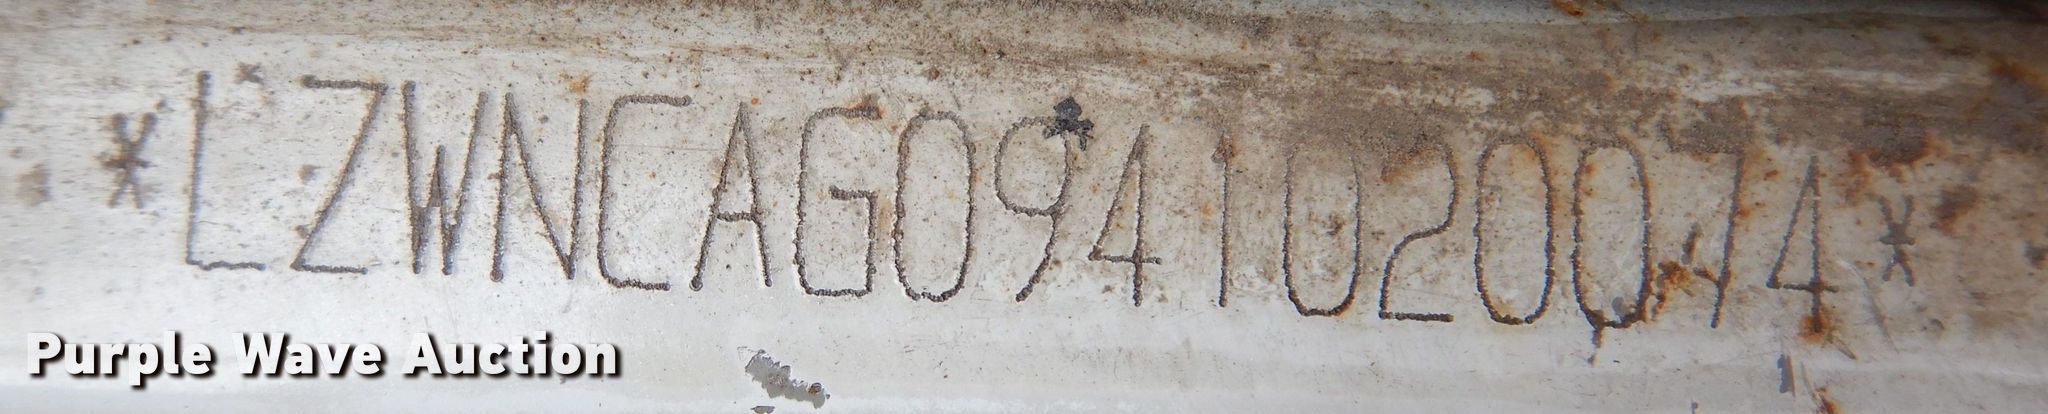 *LZWNCAG0941020074*
Purple Wave Auction